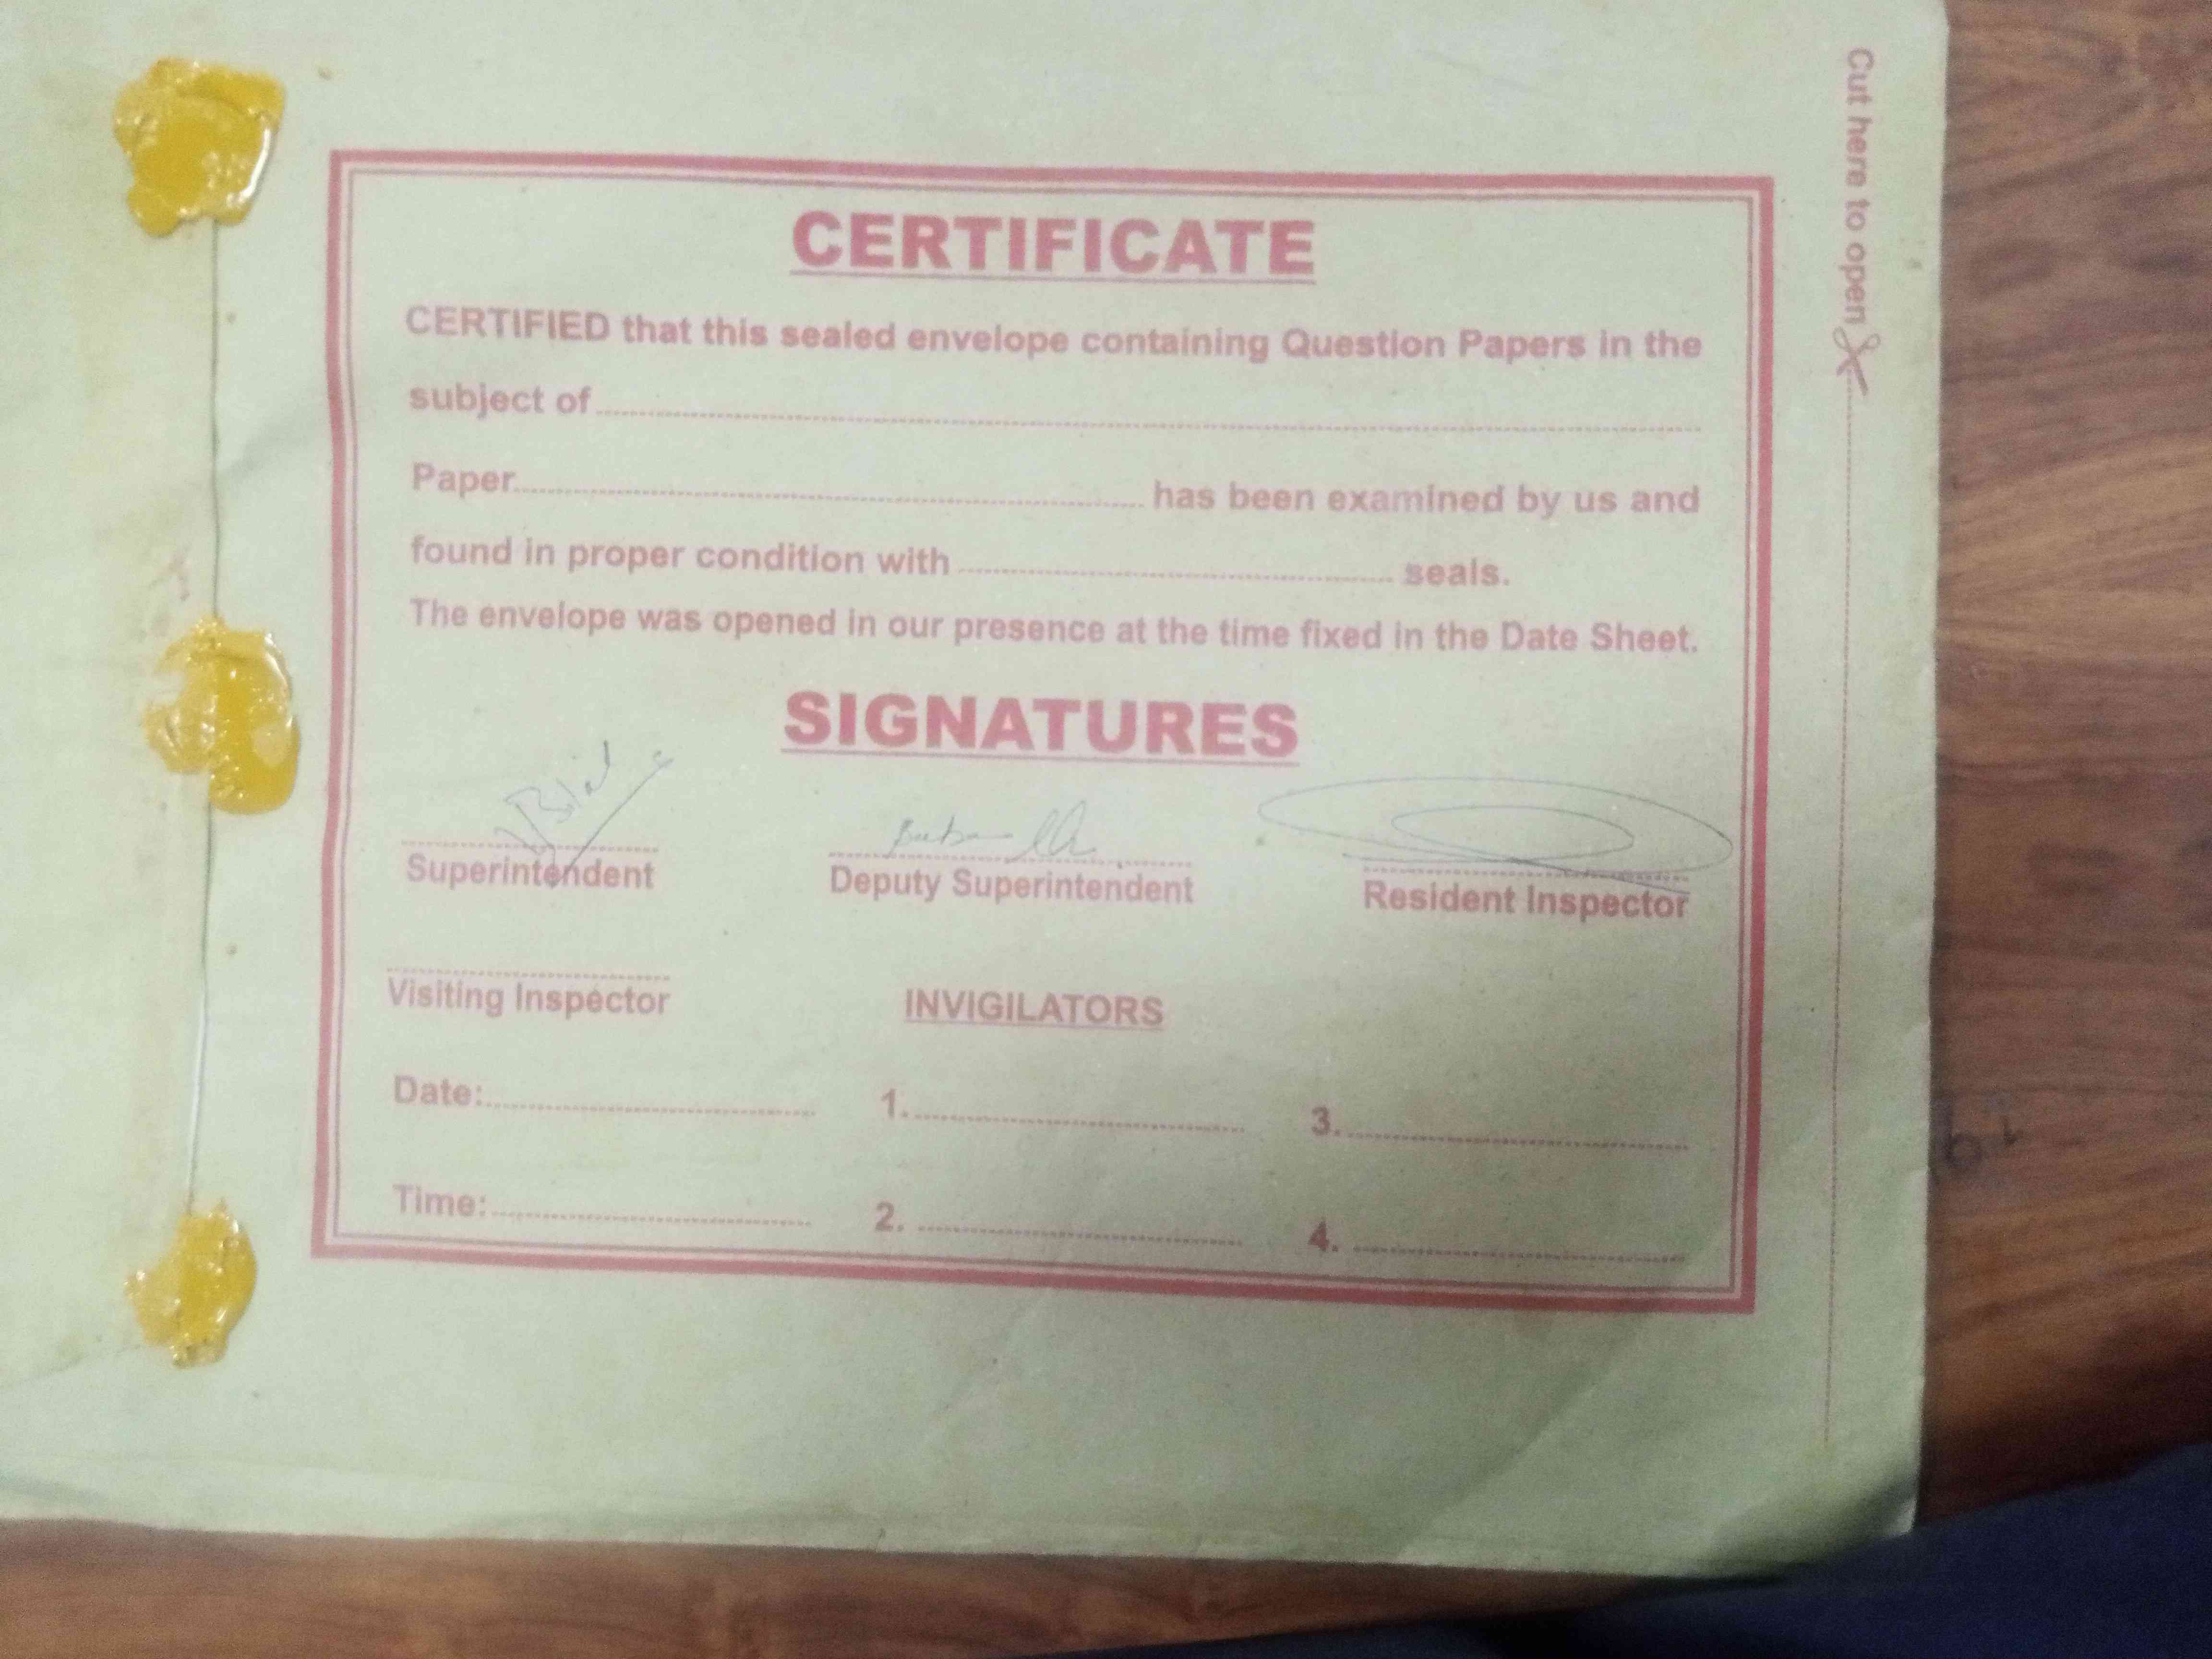 Cut here to open
CERTIFICATE
CERTIFIED that this sealed envelope containing Question Papers in the
subject of
Paper has been examined by us and
found in proper condition with seals.
The envelope was opened in our presence at the time fixed in the Date Sheet.
SIGNATURES
Superintendent Deputy Superintendent Resident Inspector
Visiting Inspector INVIGILATORS
Date: 1. 3.
Time: 2. 4.